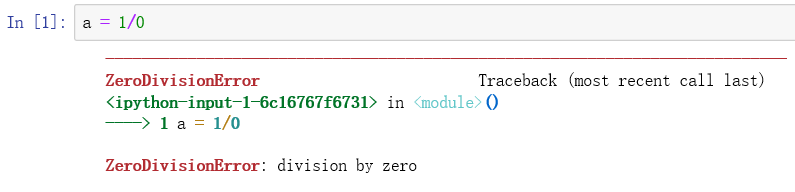 In [1]: a = 1/0
ZeroDivisionError Traceback (most recent call last)
<ipython-input-1-6c16767f6731> in <module>()
----> 1 a = 1/0
ZeroDivisionError: division by zero